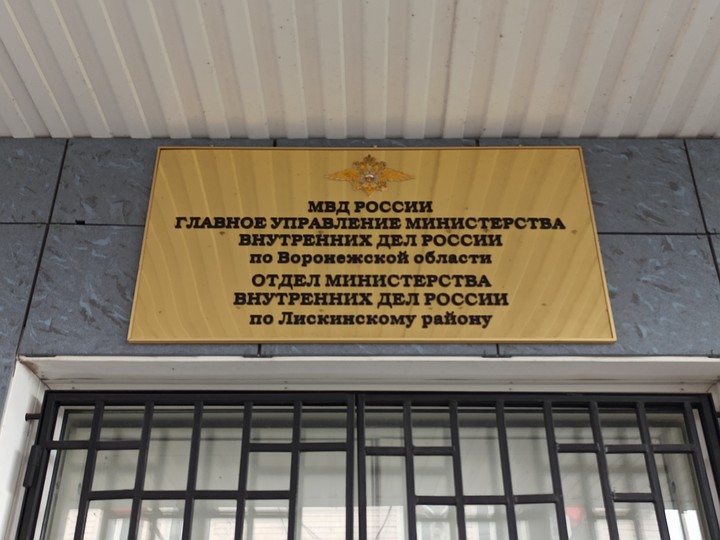 МВД РОССИИ
ГЛАВНОЕ УПРАВЛЕНИЕ МИНИСТЕРСТВА
ВНУТРЕННИХ ДЕЛ РОССИИ
по Воронежской области
ОТДЕЛ МИНИСТЕРСТВА
ВНУТРЕННИХ ДЕЛ РОССИИ
по Лискинскому району